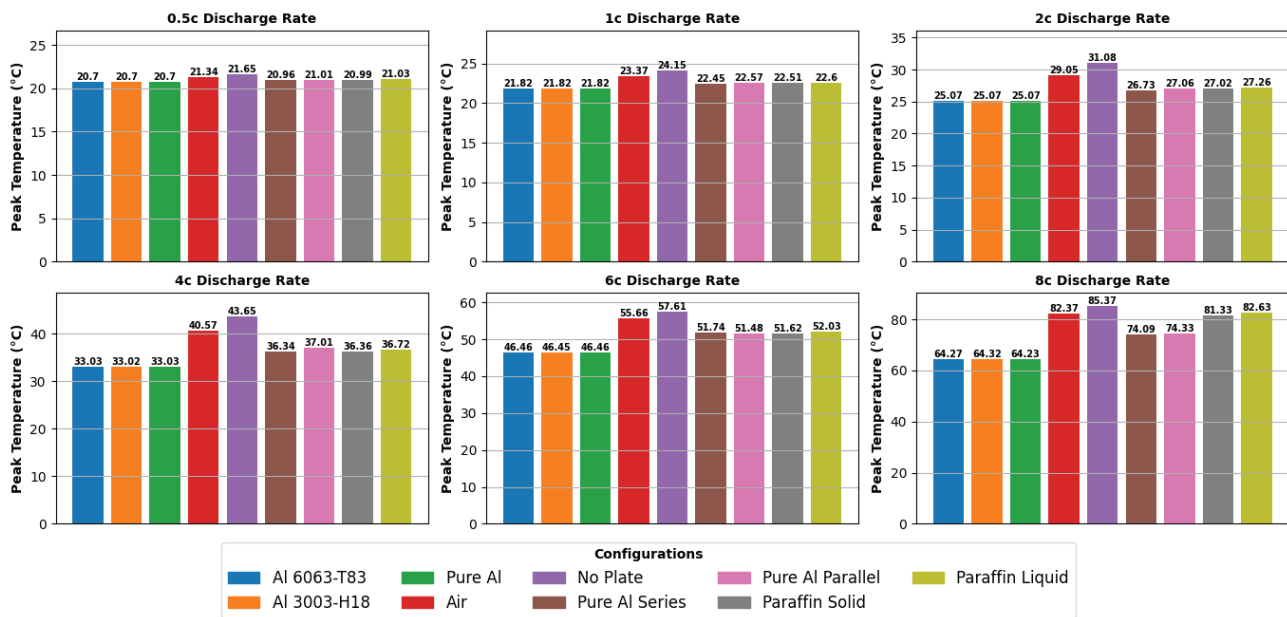 0.5c Discharge Rate
Peak Temperature (°C)
25
20
15
10
5
0
20.7 20.7 20.7 21.34 21.65 20.96 21.01 20.99 21.03
1c Discharge Rate
Peak Temperature (°C)
25
20
15
10
5
0
21.82 21.82 21.82 23.37 24.15 22.45 22.57 22.51 22.6
2c Discharge Rate
Peak Temperature (°C)
35
30
25
20
15
10
5
0
25.07 25.07 25.07 29.05 31.08 26.73 27.06 27.02 27.26
4c Discharge Rate
Peak Temperature (°C)
40
30
20
10
0
33.03 33.02 33.03 40.57 43.65 36.34 37.01 36.36 36.72
6c Discharge Rate
Peak Temperature (°C)
60
50
40
30
20
10
0
46.46 46.45 46.46 55.66 57.61 51.74 51.48 51.62 52.03
8c Discharge Rate
Peak Temperature (°C)
80
60
40
20
0
64.27 64.32 64.23 82.37 85.37 74.09 74.33 81.33 82.63
Configurations
Al 6063-T83 Pure Al No Plate Pure Al Parallel Paraffin Liquid
Al 3003-H18 Air Pure Al Series Paraffin Solid